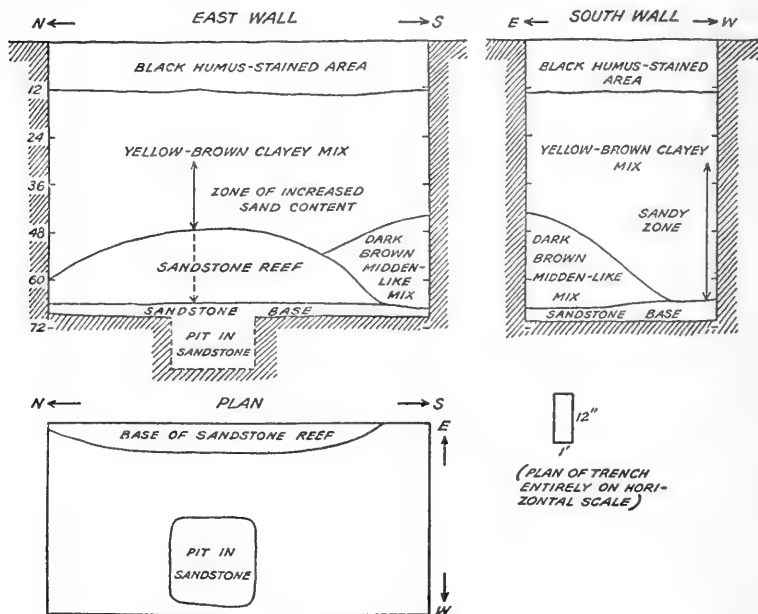 EAST WALL
N
S
BLACK HUMUS-STAINED AREA
12
24
36
48
60
72
YELLOW-BROWN CLAYEY MIX
ZONE OF INCREASED
SAND CONTENT
SANDSTONE REEF
DARK
BROWN
MIDDEN-
LIKE
MIX
SANDSTONE BASE
PIT IN
SANDSTONE
SOUTH WALL
E
W
BLACK HUMUS-STAINED
AREA
YELLOW-BROWN CLAYEY
MIX
SANDY
ZONE
DARK
BROWN
MIDDEN-LIKE
MIX
SANDSTONE BASE
PLAN
N
S
E
W
BASE OF SANDSTONE REEF
PIT IN
SANDSTONE
12"
1'
(PLAN OF TRENCH
ENTIRELY ON HORI-
ZONTAL SCALE)